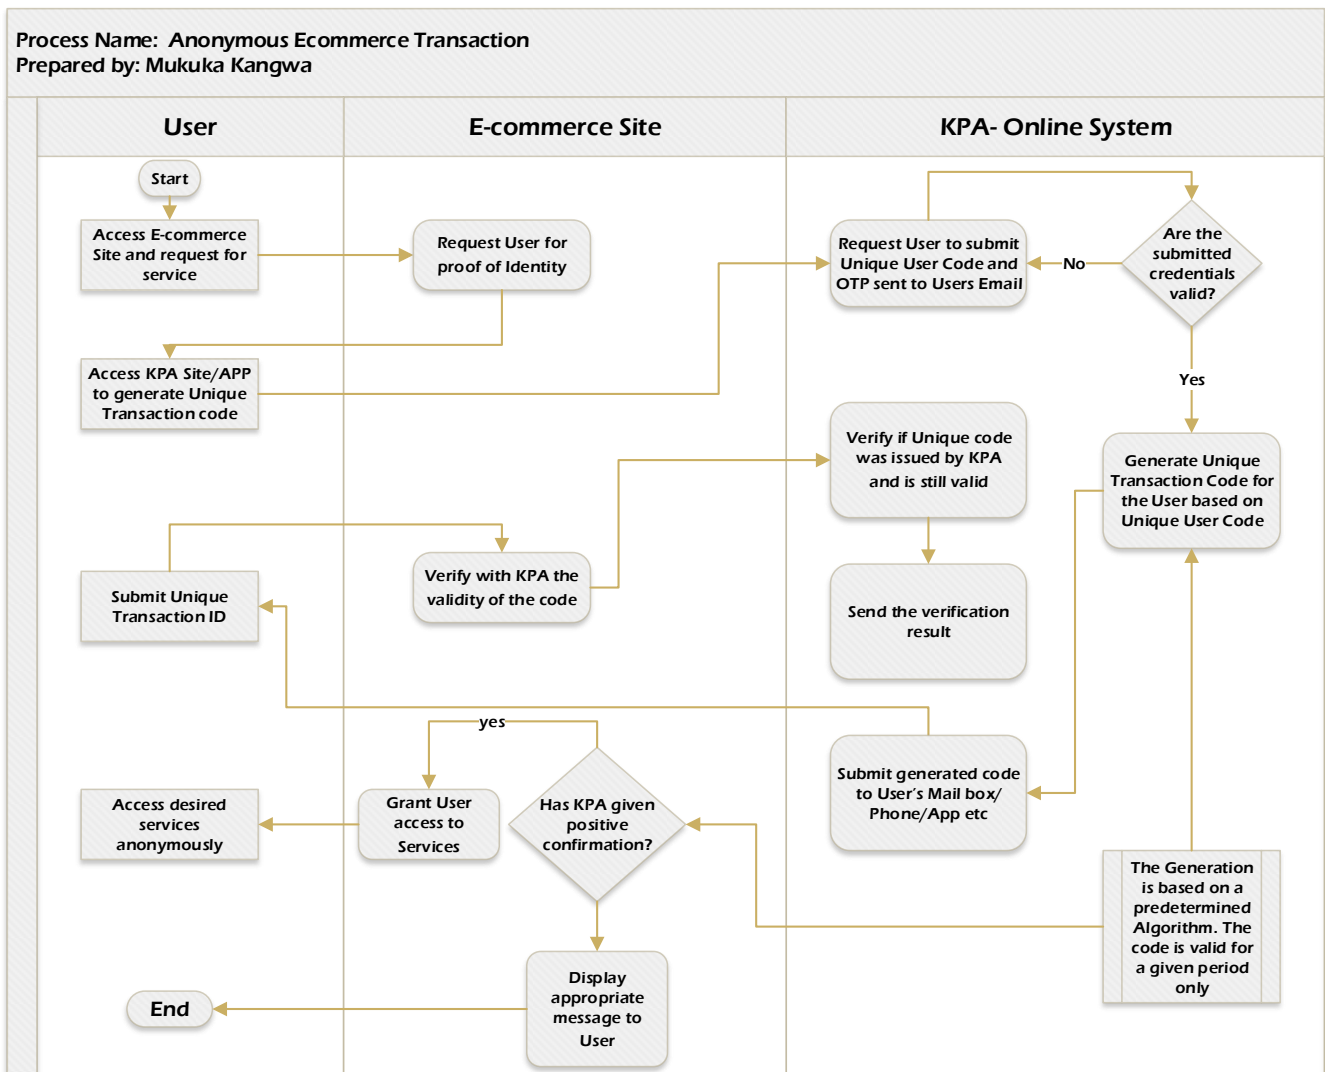 Process Name:  Anonymous Ecommerce Transaction
Prepared by: Mukuka Kangwa
User
E-commerce Site
KPA- Online System
Start
Access E-commerce
Site and request for
service
Request User for
proof of Identity
Request User to submit
Unique User Code and
OTP sent to Users Email
No
Are the
submitted
credentials
valid?
Access KPA Site/APP
to generate Unique
Transaction code
Yes
Verify if Unique code
was issued by KPA
and is still valid
Generate Unique
Transaction Code for
the User based on
Unique User Code
Submit Unique
Transaction ID
Verify with KPA the
validity of the code
Send the verification
result
yes
Access desired
services
anonymously
Grant User
access to
Services
Has KPA given
positive
confirmation?
Submit generated code
to User's Mail box/
Phone/App etc
The Generation
is based on a
predetermined
Algorithm. The
code is valid for
a given period
only
End
Display
appropriate
message to
User